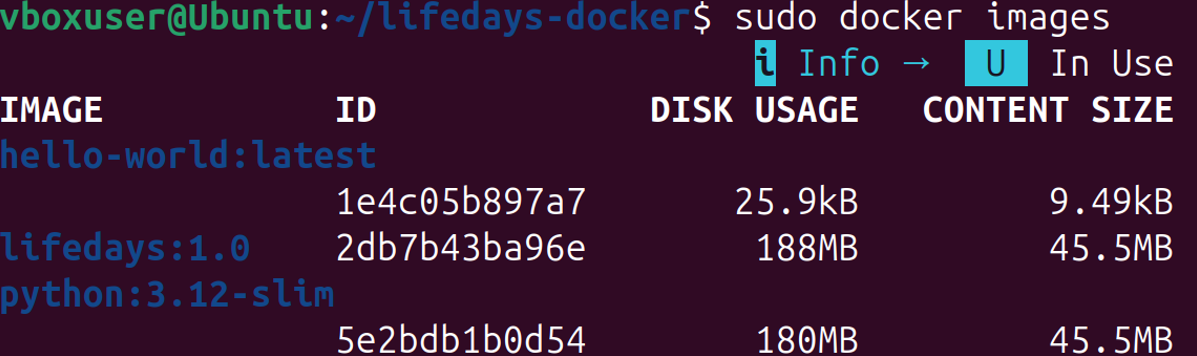 vboxuser@Ubuntu:~/lifedays-docker$ sudo docker images
i Info → U In Use
IMAGE ID DISK USAGE CONTENT SIZE
hello-world:latest
1e4c05b897a7 25.9kB 9.49kB
lifedays:1.0 2db7b43ba96e 188MB 45.5MB
python:3.12-slim
5e2bdb1b0d54 180MB 45.5MB